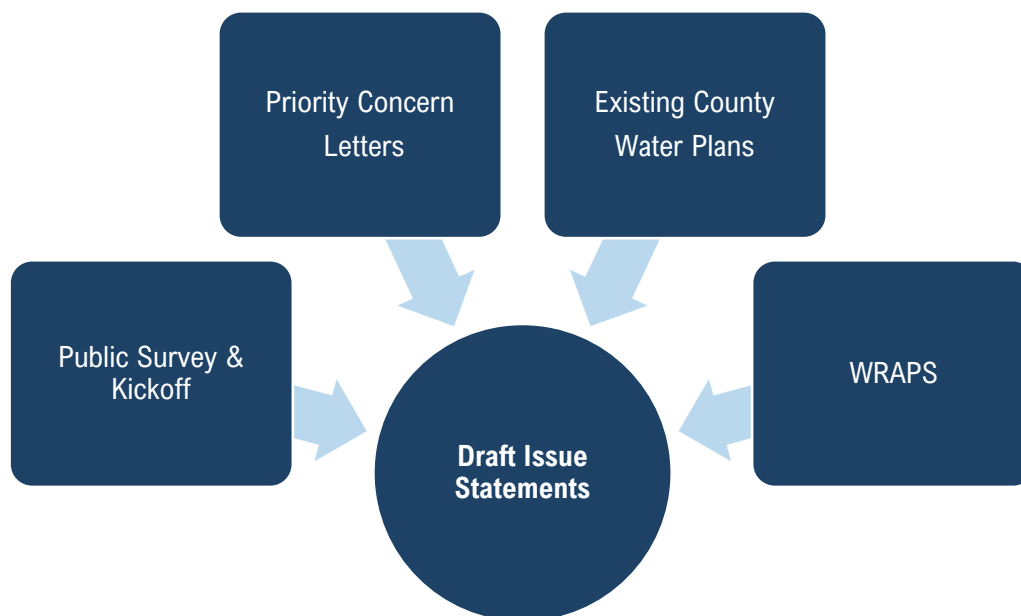 Priority Concern
Letters
Existing County
Water Plans
Public Survey &
Kickoff
WRAPS
Draft Issue
Statements